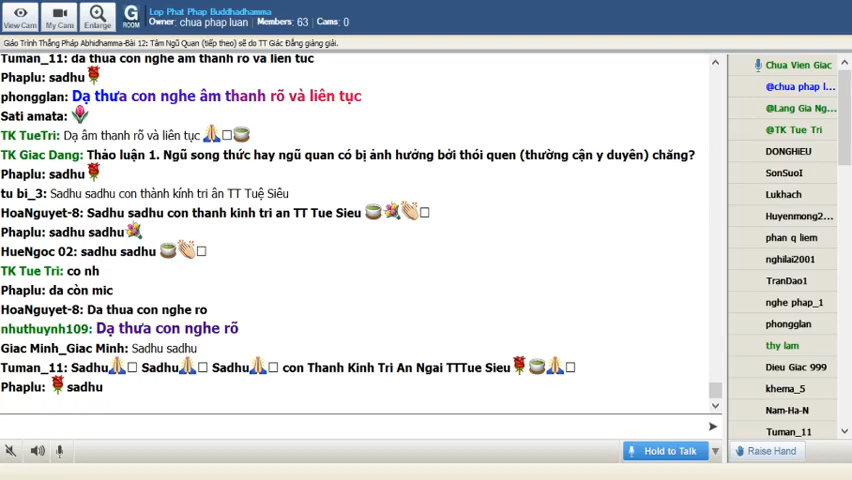 Lop Phat Phap Buddhadhamma
Owner: chua phap luan Members: 63 Cams: 0
View Cam
My Cam
Enlarge
G
ROOM
Giáo Trình Thắng Pháp Abhidhamma-Bài 12: Tâm Ngũ Quan (tiếp theo) sẽ do TT Giác Đẳng giảng giải.
Tuman_11: da thua con nghe am thanh ro va lien tuc
Phaplu: sadhu
phongglan: Dạ thưa con nghe âm thanh rõ và liên tục
Sati amata:
TK TueTri: Dạ âm thanh rõ và liên tục
TK Giac Dang: Thảo luận 1. Ngũ song thức hay ngũ quan có bị ảnh hưởng bởi thói quen (thường cận y duyên) chăng?
Phaplu: sadhu
tu bi_3: Sadhu sadhu con thành kính tri ân TT Tuệ Siêu
HoaNguyet-8: Sadhu sadhu con thanh kinh tri an TT Tue Sieu
Phaplu: sadhu sadhu
HueNgoc 02: sadhu sadhu
TK Tue Tri: co nh
Phaplu: da còn mic
HoaNguyet-8: Da thua con nghe ro
nhuthuynh109: Dạ thưa con nghe rõ
Giac Minh_Giac Minh: Sadhu sadhu
Tuman_11: Sadhu Sadhu Sadhu con Thanh Kinh Tri An Ngai TTTue Sieu
Phaplu: sadhu
Chua Vien Giac
@chua phap l...
@Lang Gia Ng...
@TK Tue Tri
DONGHiEU
SonSuoI
Lukhach
Huyenmong2...
phan q liem
nghilai2001
TranDao1
nghe phap_1
phongglan
thy lam
Dieu Giac 999
khema_5
Nam-Ha-N
Tuman_11
Hold to Talk
Raise Hand